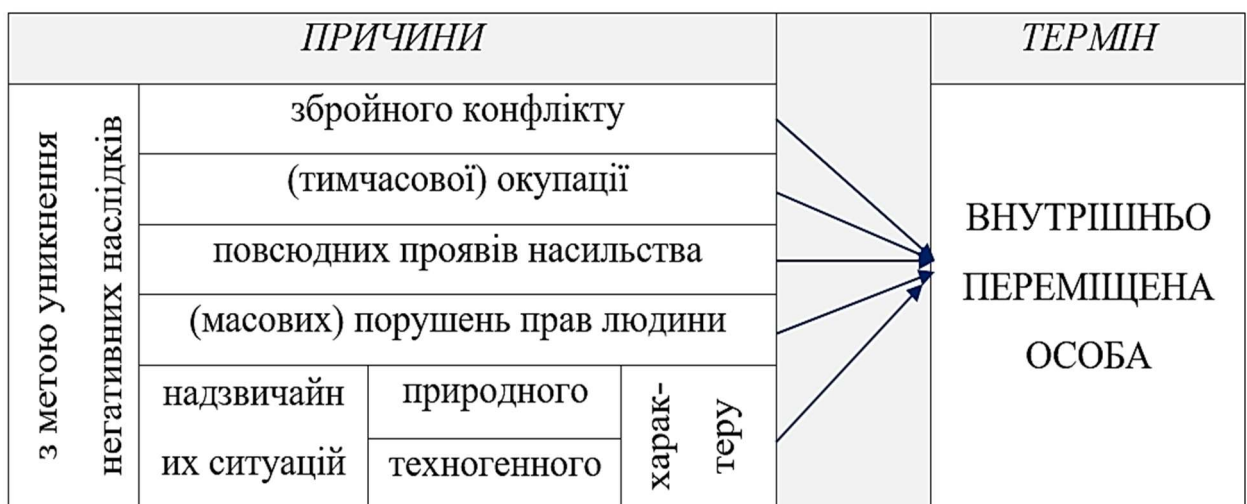 ПРИЧИНИ
ТЕРМІН
з метою уникнення
негативних наслідків
збройного конфлікту
(тимчасової) окупації
повсюдних проявів насильства
(масових) порушень прав людини
надзвичайн
их ситуацій
природного
техногенного
харак-
теру
ВНУТРІШНЬО
ПЕРЕМІЩЕНА
ОСОБА